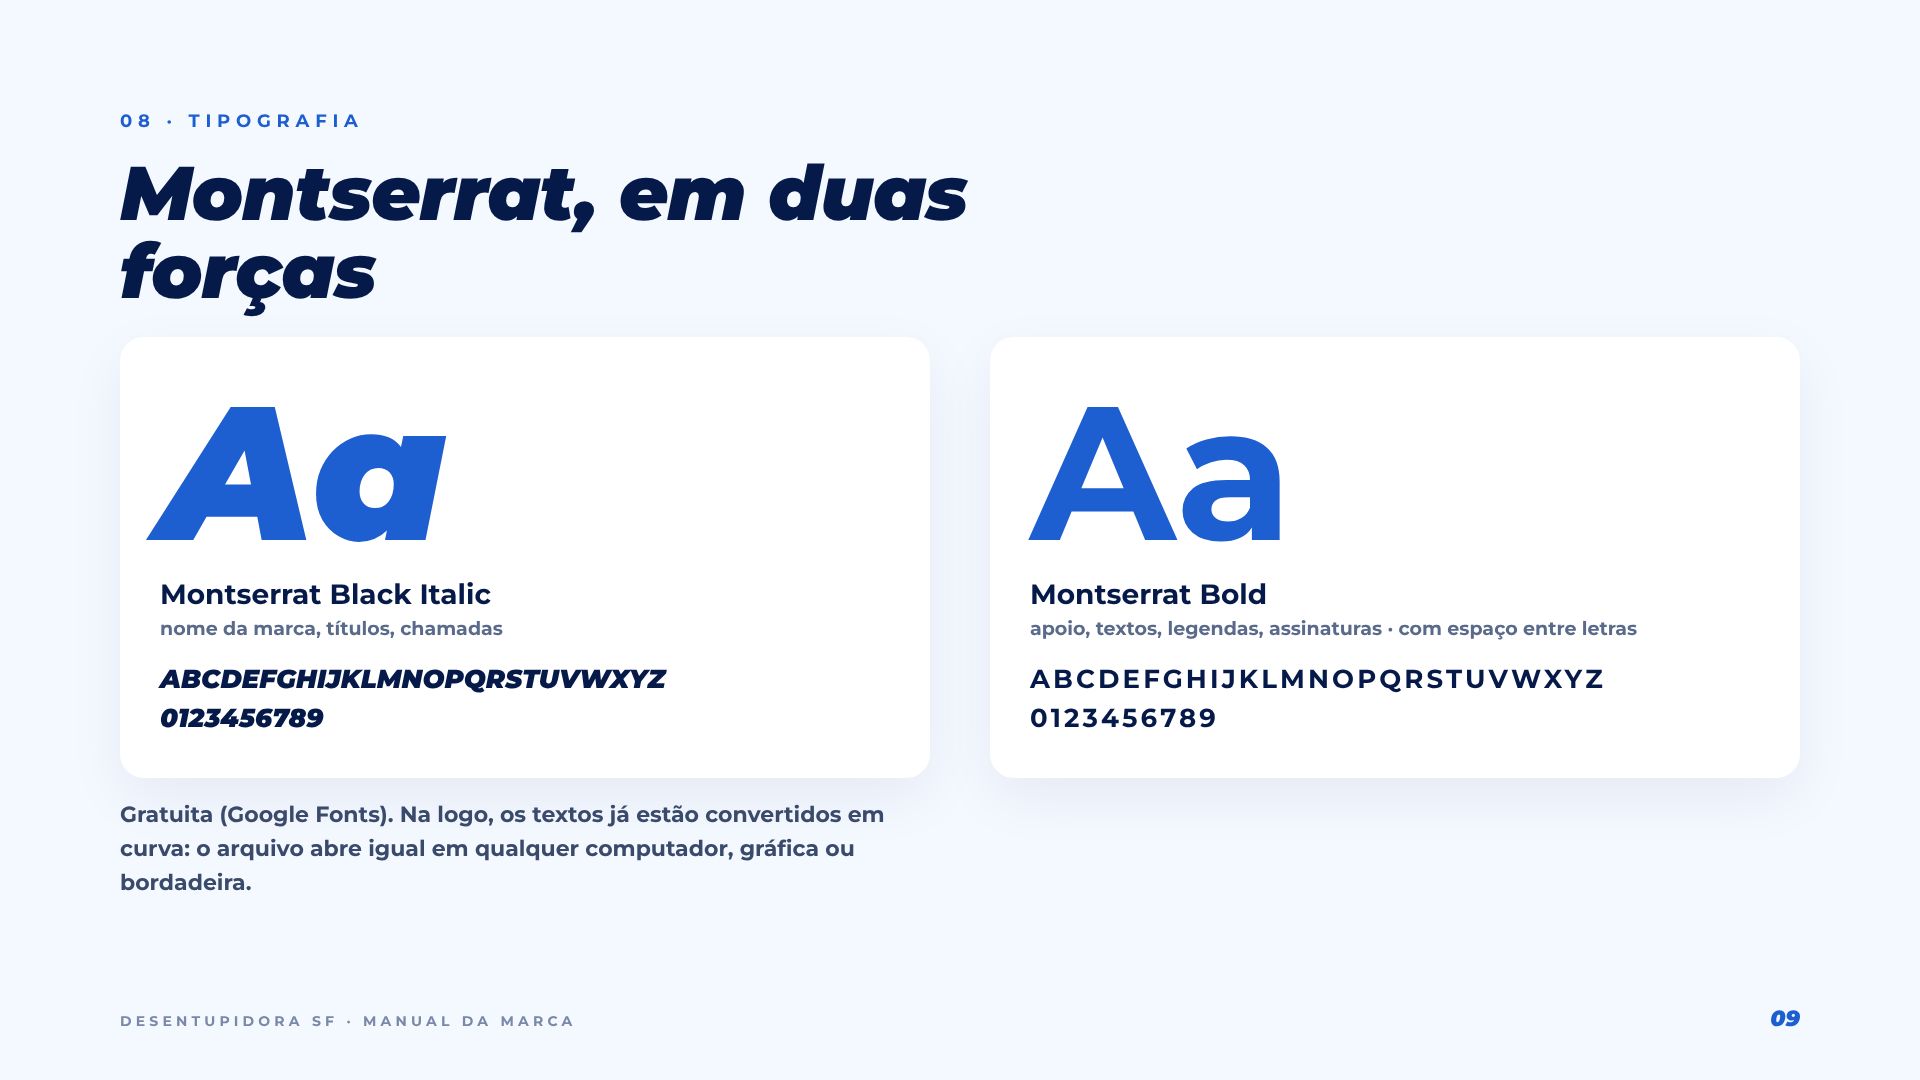 08 · TIPOGRAFIA
Montserrat, em duas
forças
Aa
Montserrat Black Italic
nome da marca, títulos, chamadas
ABCDEFGHIJKLMNOPQRSTUVWXYZ
0123456789
Aa
Montserrat Bold
apoio, textos, legendas, assinaturas · com espaço entre letras
ABCDEFGHIJKLMNOPQRSTUVWXYZ
0123456789
Gratuita (Google Fonts). Na logo, os textos já estão convertidos em
curva: o arquivo abre igual em qualquer computador, gráfica ou
bordadeira.
DESENTUPIDORA SF · MANUAL DA MARCA
09